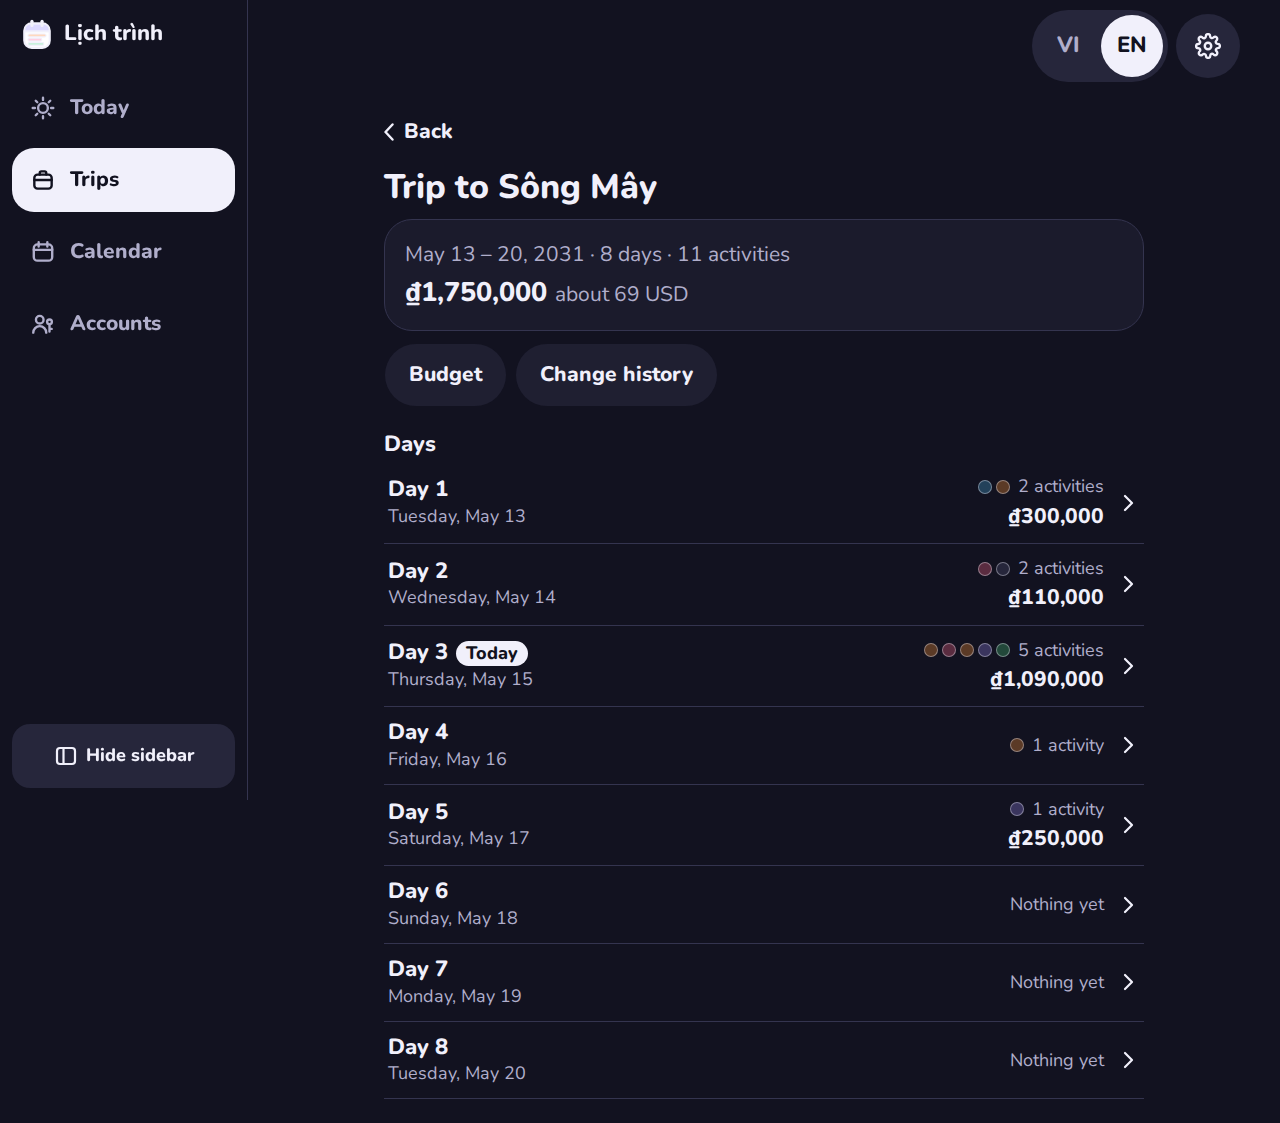 Lịch trình
VI
EN
Today
Trips
Calendar
Accounts
Hide sidebar
Back
Trip to Sông Mây
May 13 – 20, 2031 · 8 days · 11 activities
₫1,750,000 about 69 USD
Budget
Change history
Days
Day 1
2 activities
Tuesday, May 13
₫300,000
Day 2
2 activities
Wednesday, May 14
₫110,000
Day 3 Today
5 activities
Thursday, May 15
₫1,090,000
Day 4
Friday, May 16
1 activity
Day 5
1 activity
Saturday, May 17
₫250,000
Day 6
Sunday, May 18
Nothing yet
Day 7
Monday, May 19
Nothing yet
Day 8
Tuesday, May 20
Nothing yet